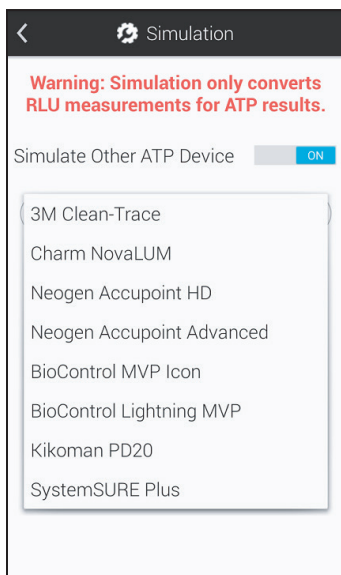 Simulation
Warning: Simulation only converts
RLU measurements for ATP results.
Simulate Other ATP Device ON
3M Clean-Trace
Charm NovaLUM
Neogen Accupoint HD
Neogen Accupoint Advanced
BioControl MVP Icon
BioControl Lightning MVP
Kikoman PD20
SystemSURE Plus